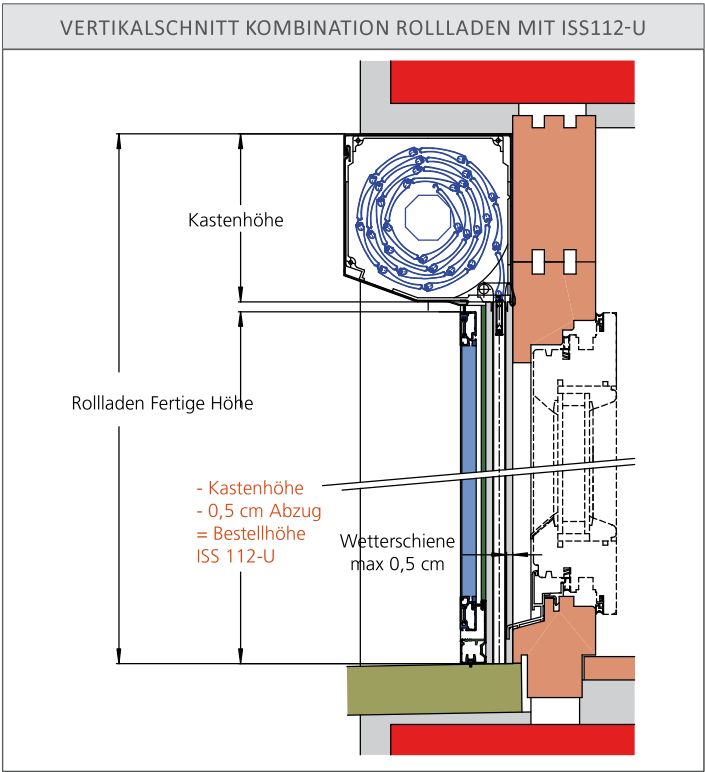 VERTIKALSCHNITT KOMBINATION ROLLLADEN MIT ISS112-U
Kastenhöhe
Rollladen Fertige Höhe
- Kastenhöhe
- 0,5 cm Abzug
= Bestellhöhe
ISS 112-U
Wetterschiene
max 0,5 cm